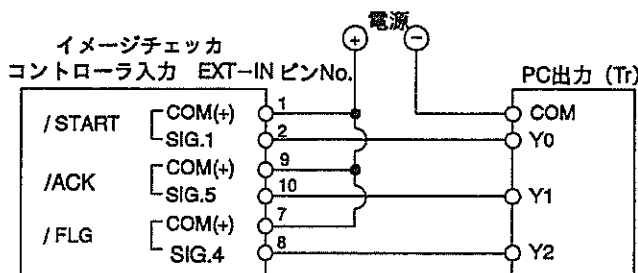 電源
+ −
イメージチェッカ
コントローラ入力 EXT−IN ピンNo.
PC出力（Tr）
/START COM(+) 1 COM
SIG.1 2 Y0
/ACK COM(+) 9
SIG.5 10 Y1
/FLG COM(+) 7
SIG.4 8 Y2